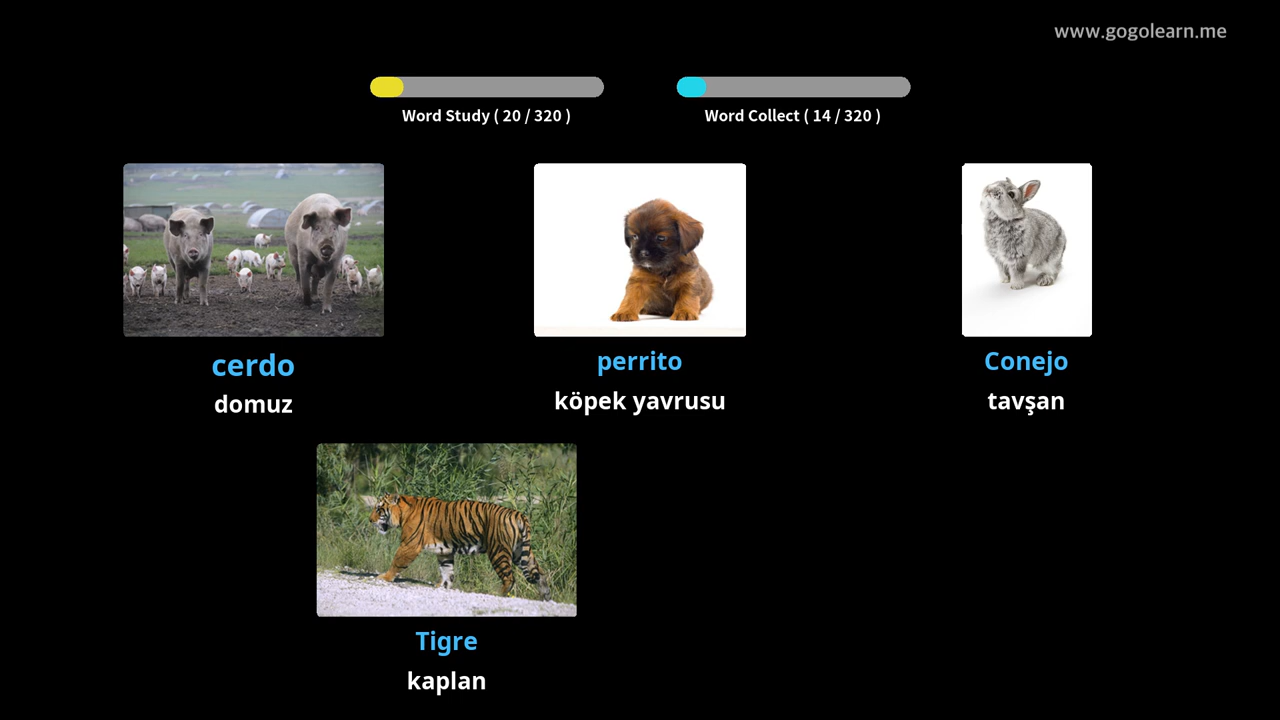 www.gogolearn.me
Word Study ( 20 / 320 )
Word Collect ( 14 / 320 )
cerdo
domuz
perrito
köpek yavrusu
Conejo
tavşan
Tigre
kaplan